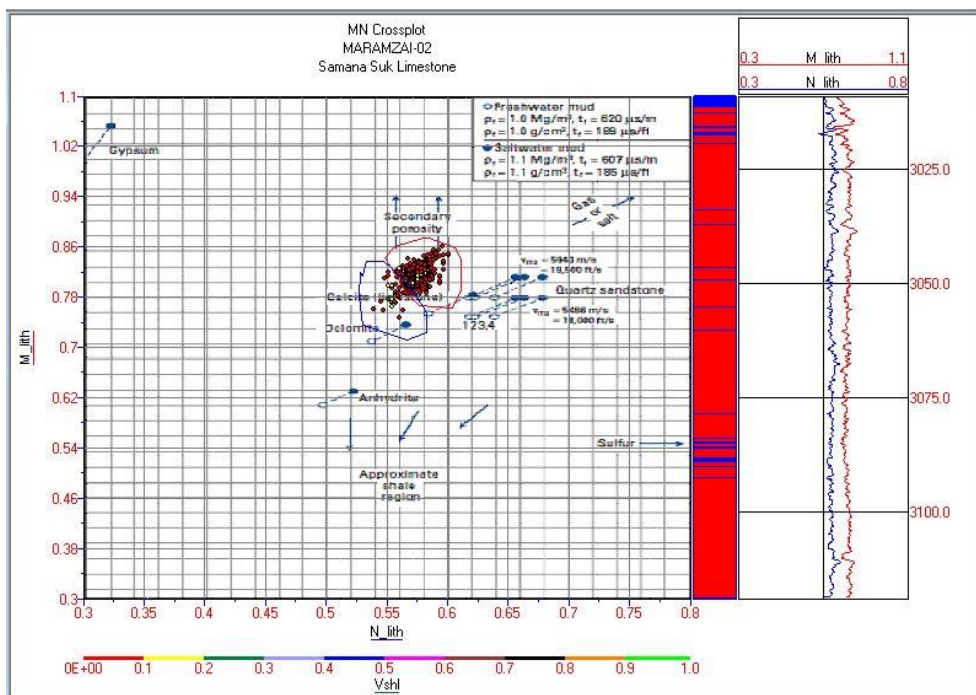 MN Crossplot
MARAMZAI-02
Samana Suk Limestone
0.3 M_lith 1.1
0.3 N_lith 0.8
1.1
1.02
0.94
0.86
0.78
0.7
0.62
0.54
0.46
0.38
0.3
M_lith
Freshwater mud
ρf = 1.0 Mg/m³, tf = 620 μs/m
ρf = 1.0 g/cm³, tf = 189 μs/ft
Saltwater mud
ρf = 1.1 Mg/m³, tf = 607 μs/m
ρf = 1.1 g/cm³, tf = 185 μs/ft
Gypsum
Secondary
porosity
Gas
or
salt
vma = 5943 m/s
= 19,500 ft/s
Calcite (limestone)
Quartz sandstone
vma = 5486 m/s
= 18,000 ft/s
Dolomite
1 2 3,4
Anhydrite
Sulfur
Approximate
shale
region
0.3 0.35 0.4 0.45 0.5 0.55 0.6 0.65 0.7 0.75 0.8
N_lith
0E+00 0.1 0.2 0.3 0.4 0.5 0.6 0.7 0.8 0.9 1.0
Vshl
3025.0
3050.0
3075.0
3100.0